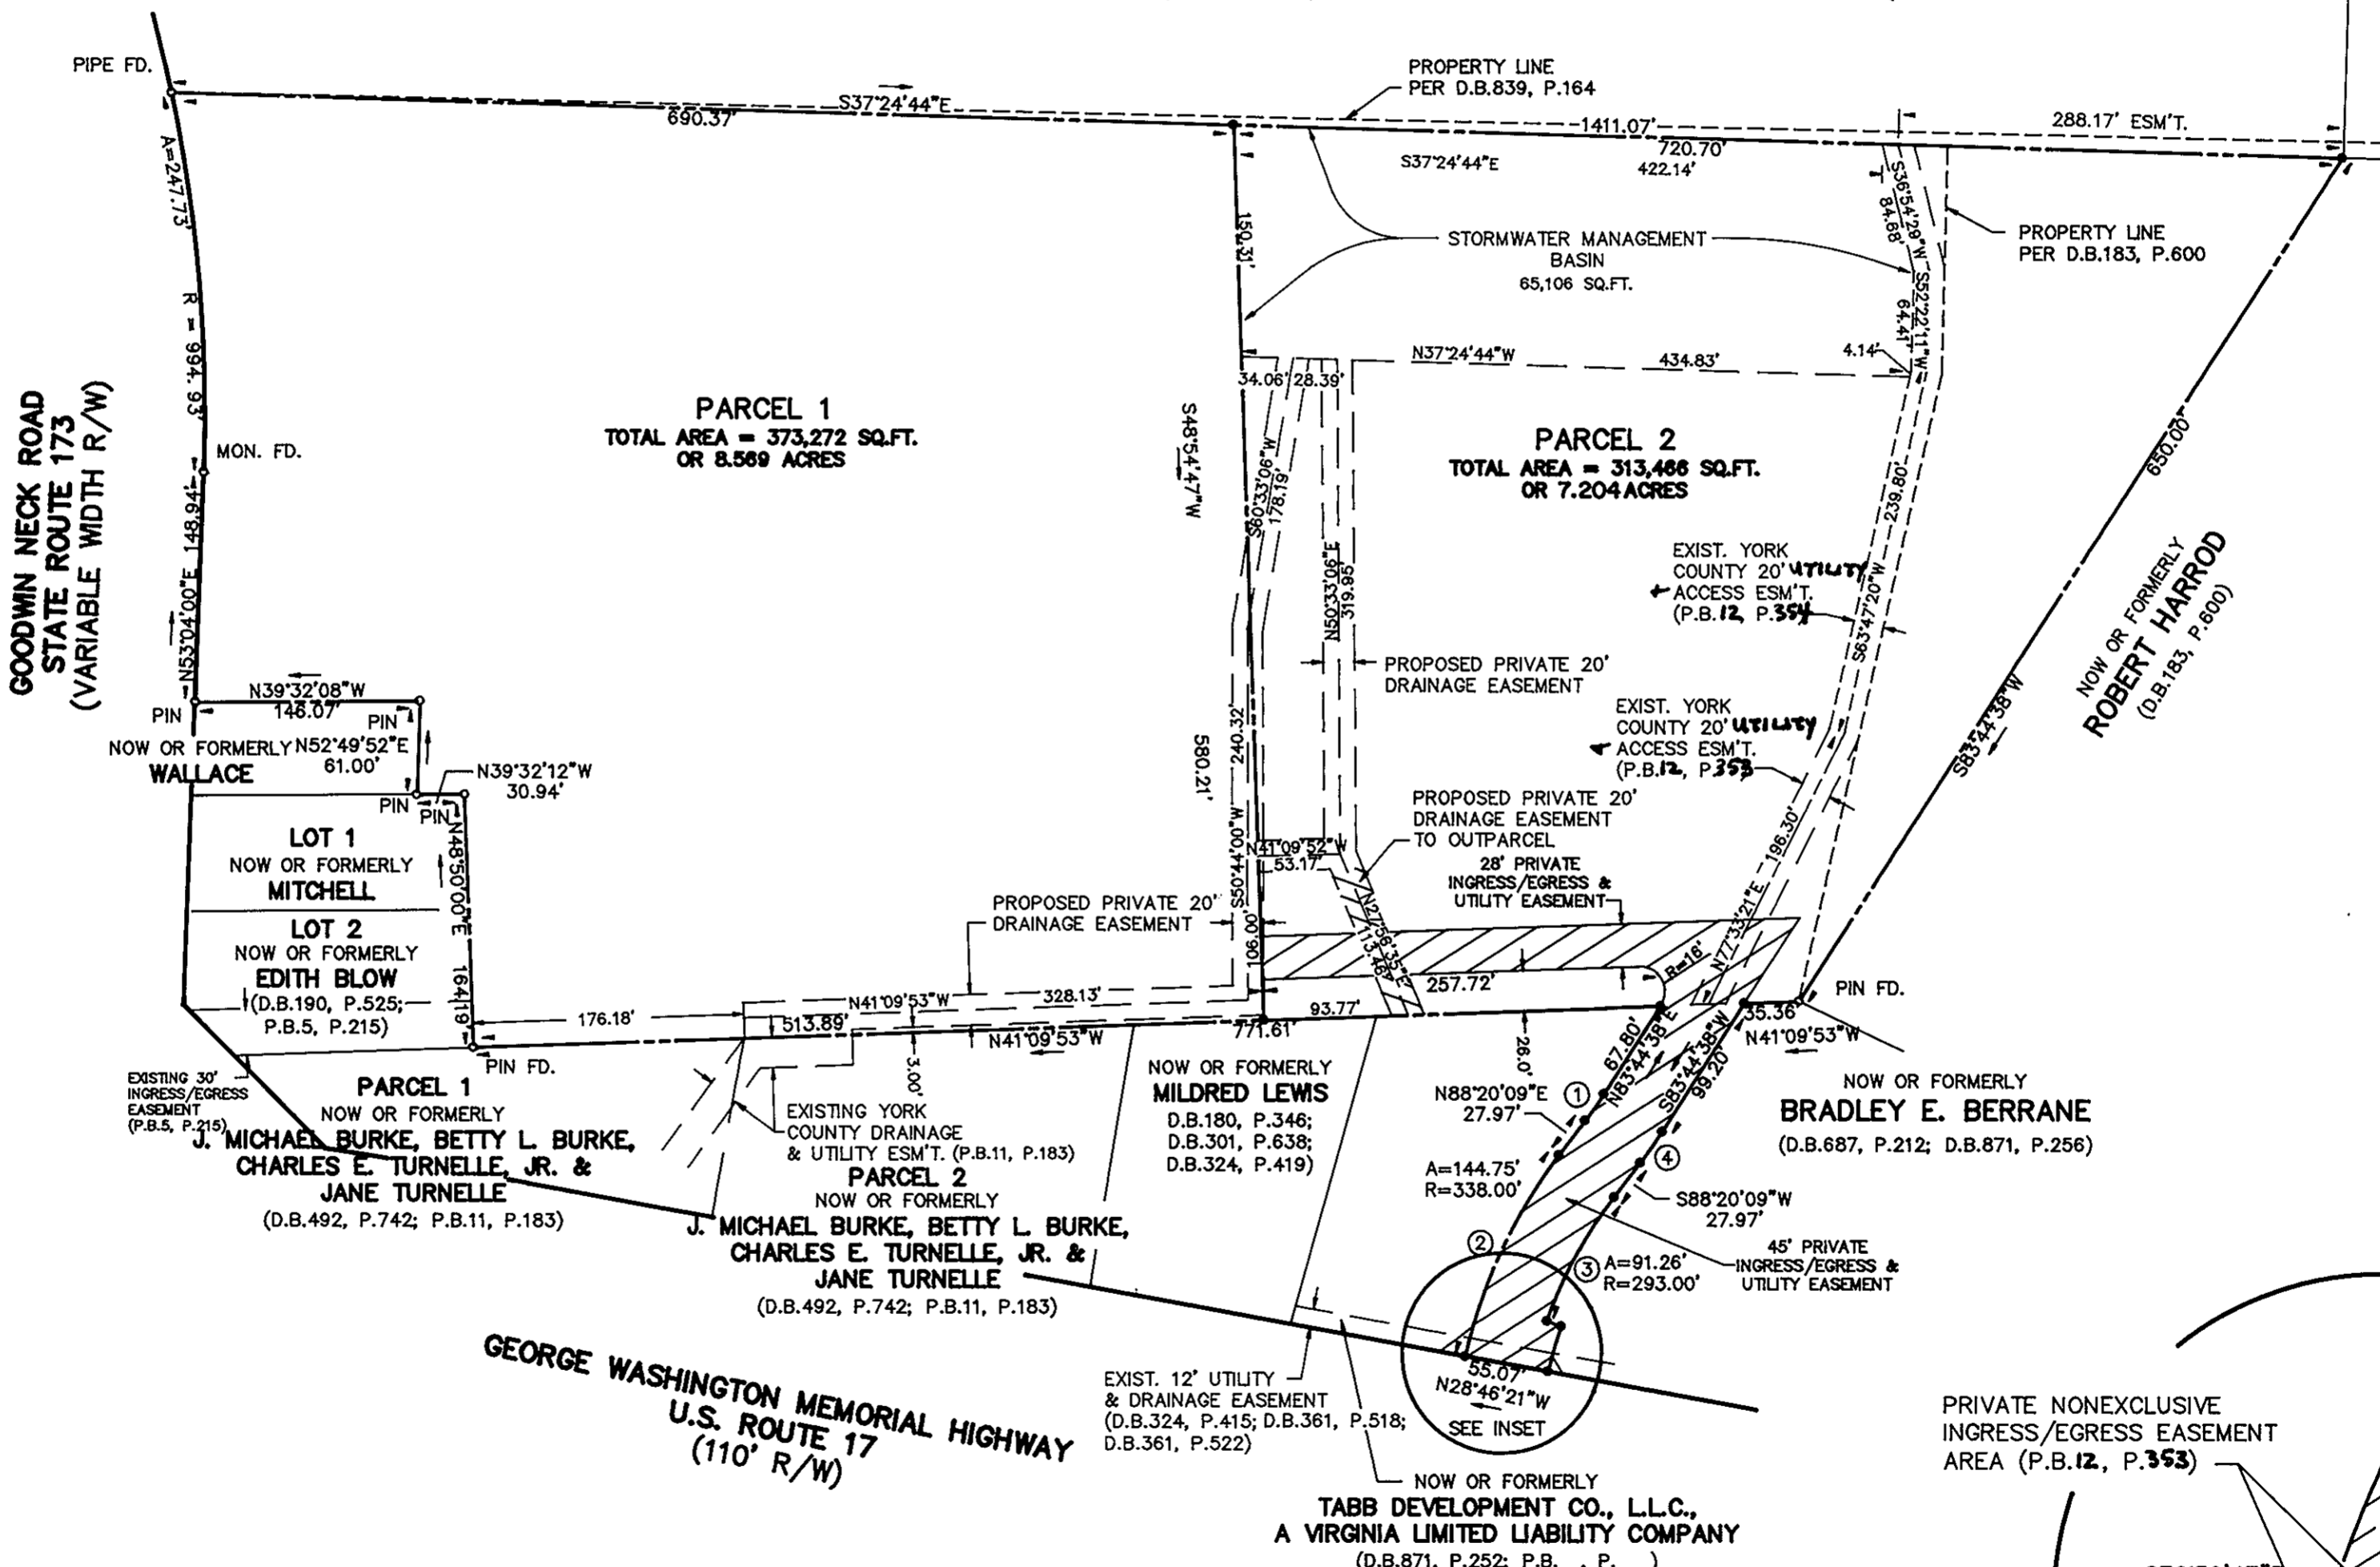 PIPE FD.
S37°24'44"E
690.37'
PROPERTY LINE
PER D.B.839, P.164
1411.07'
288.17' ESM'T.
720.70'
S37°24'44"E
422.14'
A=247.73'
R = 994.93'
150.31'
STORMWATER MANAGEMENT
BASIN
65,106 SQ.FT.
S36°54'29"W
84.68'
S52°22'11"W
64.41'
PROPERTY LINE
PER D.B.183, P.600
N37°24'44"W
434.83'
4.14'
34.06'
28.39'
GOODWIN NECK ROAD
STATE ROUTE 173
(VARIABLE WIDTH R/W)
MON. FD.
N53°04'00"E 148.94'
PARCEL 1
TOTAL AREA = 373,272 SQ.FT.
OR 8.569 ACRES
S48°54'47"W
580.21'
S60°33'06"W
178.19'
N50°33'06"E
319.95'
PARCEL 2
TOTAL AREA = 313,466 SQ.FT.
OR 7.204 ACRES
239.80'
S63°47'20"W
650.00'
S83°44'38"W
NOW OR FORMERLY
ROBERT HARROD
(D.B.183, P.600)
EXIST. YORK
COUNTY 20' UTILITY
+ ACCESS ESM'T.
(P.B.12, P.354)
PROPOSED PRIVATE 20'
DRAINAGE EASEMENT
EXIST. YORK
COUNTY 20' UTILITY
ACCESS ESM'T.
(P.B.12, P.353
N39°32'08"W
146.07'
PIN
PIN
NOW OR FORMERLY
WALLACE
N52°49'52"E
61.00'
N39°32'12"W
30.94'
PIN
PIN
LOT 1
NOW OR FORMERLY
MITCHELL
LOT 2
NOW OR FORMERLY
EDITH BLOW
(D.B.190, P.525;
P.B.5, P.215)
N48°50'00"E 164.19'
240.32'
S50°44'00"W
106.00'
PROPOSED PRIVATE 20'
DRAINAGE EASEMENT
TO OUTPARCEL
N41°09'52"
53.17'
28' PRIVATE
INGRESS/EGRESS &
UTILITY EASEMENT
PROPOSED PRIVATE 20'
DRAINAGE EASEMENT
N27°56'35"E
113.46'
196.30'
N77°33'21"E
R=16'
257.72'
93.77'
N41°09'53"W
328.13'
176.18'
513.89'
771.61'
N41°09'53"W
3.00'
26.0'
PIN FD.
35.36'
N41°09'53"W
PIN FD.
EXISTING 30'
INGRESS/EGRESS
EASEMENT
(P.B.5, P.215)
PARCEL 1
NOW OR FORMERLY
J. MICHAEL BURKE, BETTY L. BURKE,
CHARLES E. TURNELLE, JR. &
JANE TURNELLE
(D.B.492, P.742; P.B.11, P.183)
EXISTING YORK
COUNTY DRAINAGE
& UTILITY ESM'T. (P.B.11, P.183)
PARCEL 2
NOW OR FORMERLY
J. MICHAEL BURKE, BETTY L. BURKE,
CHARLES E. TURNELLE, JR. &
JANE TURNELLE
(D.B.492, P.742; P.B.11, P.183)
NOW OR FORMERLY
MILDRED LEWIS
D.B.180, P.346;
D.B.301, P.638;
D.B.324, P.419)
67.80'
N83°44'38"E
S83°44'38"W
99.20'
N88°20'09"E
27.97'
1
4
A=144.75'
R=338.00'
S88°20'09"W
27.97'
2
3
A=91.26'
R=293.00'
45' PRIVATE
INGRESS/EGRESS &
UTILITY EASEMENT
NOW OR FORMERLY
BRADLEY E. BERRANE
(D.B.687, P.212; D.B.871, P.256)
55.07'
N28°46'21"W
SEE INSET
EXIST. 12' UTILITY
& DRAINAGE EASEMENT
(D.B.324, P.415; D.B.361, P.518;
D.B.361, P.522)
GEORGE WASHINGTON MEMORIAL HIGHWAY
U.S. ROUTE 17
(110' R/W)
NOW OR FORMERLY
TABB DEVELOPMENT CO., L.L.C.,
A VIRGINIA LIMITED LIABILITY COMPANY
(D.B.871, P.252; P.B. , P. )
PRIVATE NONEXCLUSIVE
INGRESS/EGRESS EASEMENT
AREA (P.B.12, P.353)